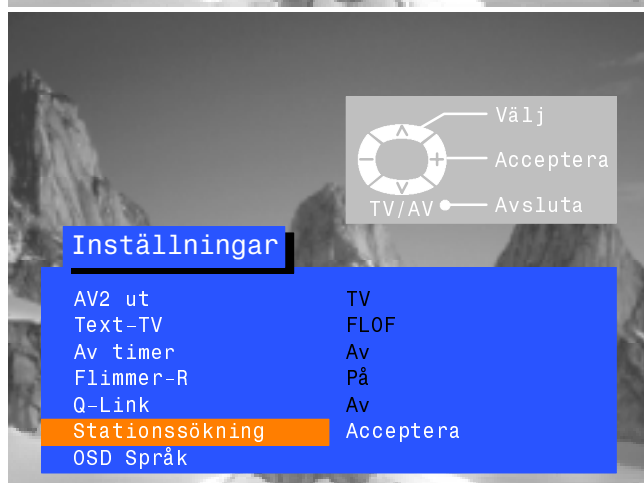 Välj
Acceptera
TV/AV Avsluta
Inställningar
AV2 ut TV
Text-TV FLOF
Av timer Av
Flimmer-R På
Q-Link Av
Stationssökning Acceptera
OSD Språk